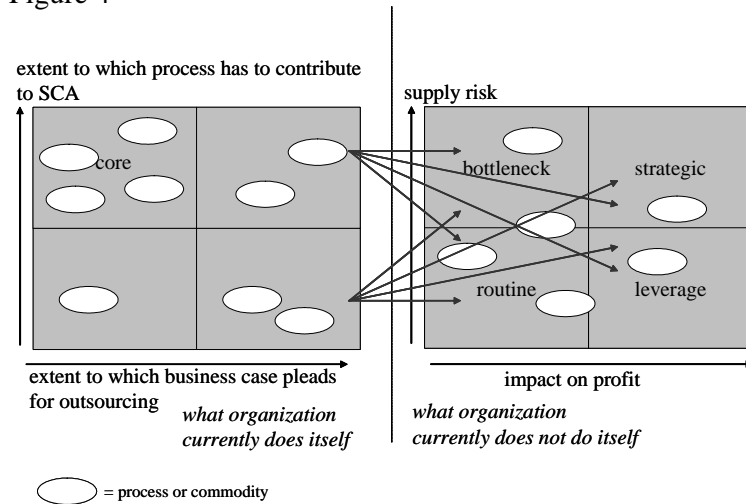 extent to which process has to contribute
to SCA
supply risk
core
bottleneck
strategic
routine
leverage
extent to which business case pleads
for outsourcing
impact on profit
what organization
currently does itself
what organization
currently does not do itself
= process or commodity